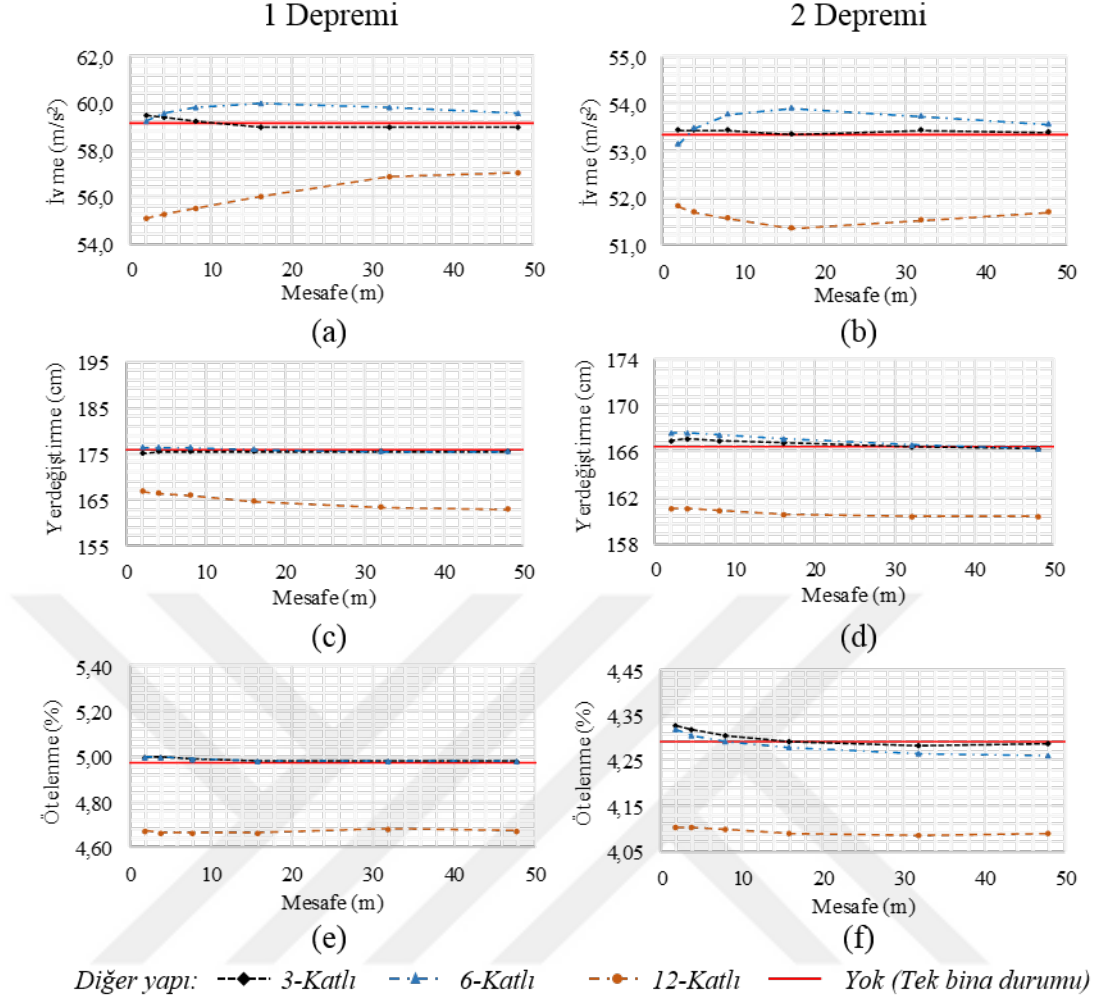 1 Depremi
2 Depremi
İvme (m/s²)
62,0
60,0
58,0
56,0
54,0
0 10 20 30 40 50
Mesafe (m)
(a)
İvme (m/s²)
55,0
54,0
53,0
52,0
51,0
0 10 20 30 40 50
Mesafe (m)
(b)
Yerdeğiştirme (cm)
195
185
175
165
155
0 10 20 30 40 50
Mesafe (m)
(c)
Yerdeğiştirme (cm)
174
170
166
162
158
0 10 20 30 40 50
Mesafe (m)
(d)
Ötelenme (%)
5,40
5,20
5,00
4,80
4,60
0 10 20 30 40 50
Mesafe (m)
(e)
Ötelenme (%)
4,45
4,35
4,25
4,15
4,05
0 10 20 30 40 50
Mesafe (m)
(f)
Diğer yapı: 3-Katlı 6-Katlı 12-Katlı Yok (Tek bina durumu)